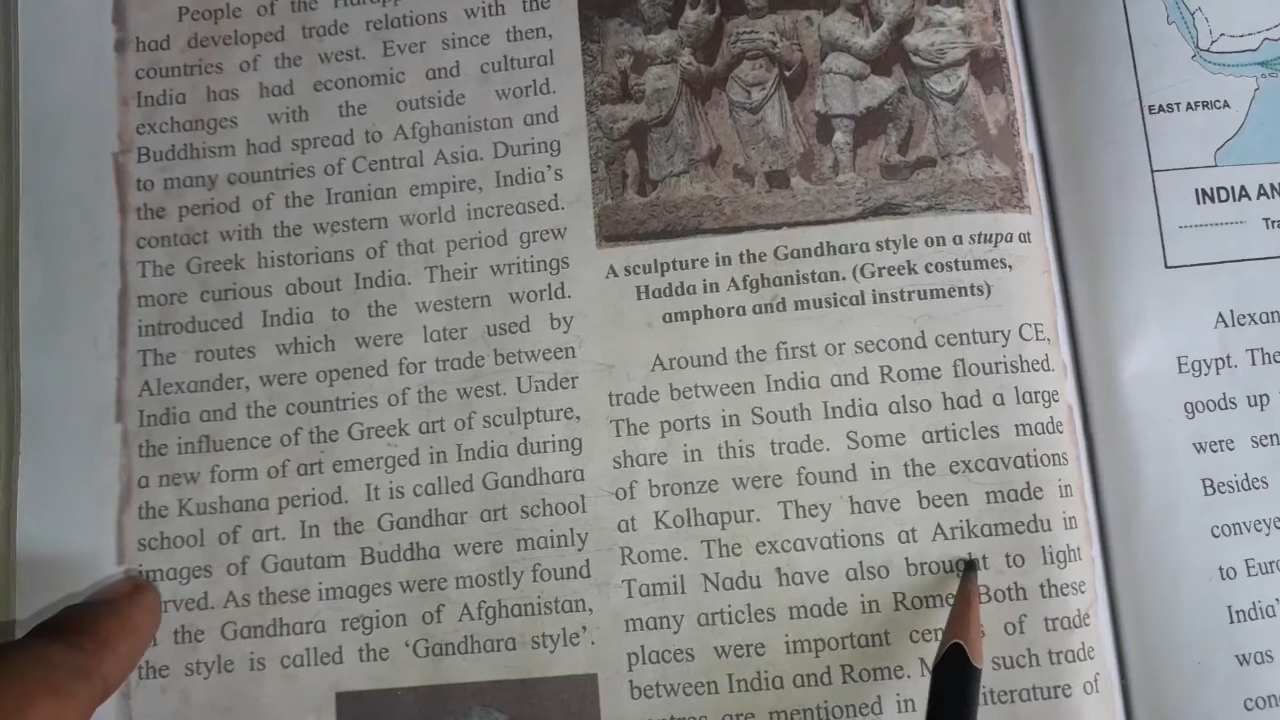 People of the
had developed trade relations with the
countries of the west. Ever since then,
India has had economic and cultural
exchanges with the outside world.
Buddhism had spread to Afghanistan and
to many countries of Central Asia. During
the period of the Iranian empire, India's
contact with the western world increased.
The Greek historians of that period grew
more curious about India. Their writings
introduced India to the western world.
The routes which were later used by
Alexander, were opened for trade between
India and the countries of the west. Under
the influence of the Greek art of sculpture,
a new form of art emerged in India during
the Kushana period. It is called Gandhara
school of art. In the Gandhar art school
images of Gautam Buddha were mainly
rved. As these images were mostly found
the Gandhara region of Afghanistan,
the style is called the 'Gandhara style'.
A sculpture in the Gandhara style on a stupa at
Hadda in Afghanistan. (Greek costumes,
amphora and musical instruments)
Around the first or second century CE,
trade between India and Rome flourished.
The ports in South India also had a large
share in this trade. Some articles made
of bronze were found in the excavations
at Kolhapur. They have been made in
Rome. The excavations at Arikamedu in
Tamil Nadu have also brought to light
many articles made in Rome. Both these
places were important of trade
between India and Rome. such trade
are mentioned in literature of
EAST AFRICA
INDIA AN
Tra
Alexan
Egypt. The
goods up
were sen
Besides
conveye
to Euro
India'
was
con